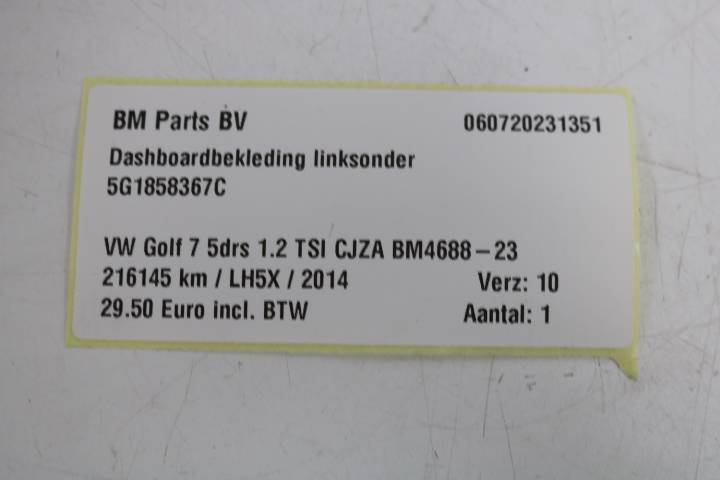 BM Parts BV 060720231351
Dashboardbekleding linksonder
5G1858367C
VW Golf 7 5drs 1.2 TSI CJZA BM4688-23
216145 km / LH5X / 2014 Verz: 10
29.50 Euro incl. BTW Aantal: 1